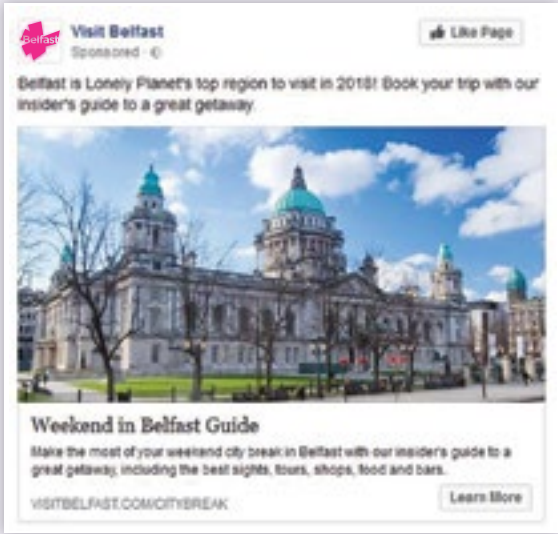 Belfast
Visit Belfast
Sponsored ·
Like Page
Belfast is Lonely Planet's top region to visit in 2018! Book your trip with our
insider's guide to a great getaway.
Weekend in Belfast Guide
Make the most of your weekend city break in Belfast with our insider's guide to a
great getaway, including the best sights, tours, shops, food and bars.
VISITBELFAST.COM/CITYBREAK
Learn More